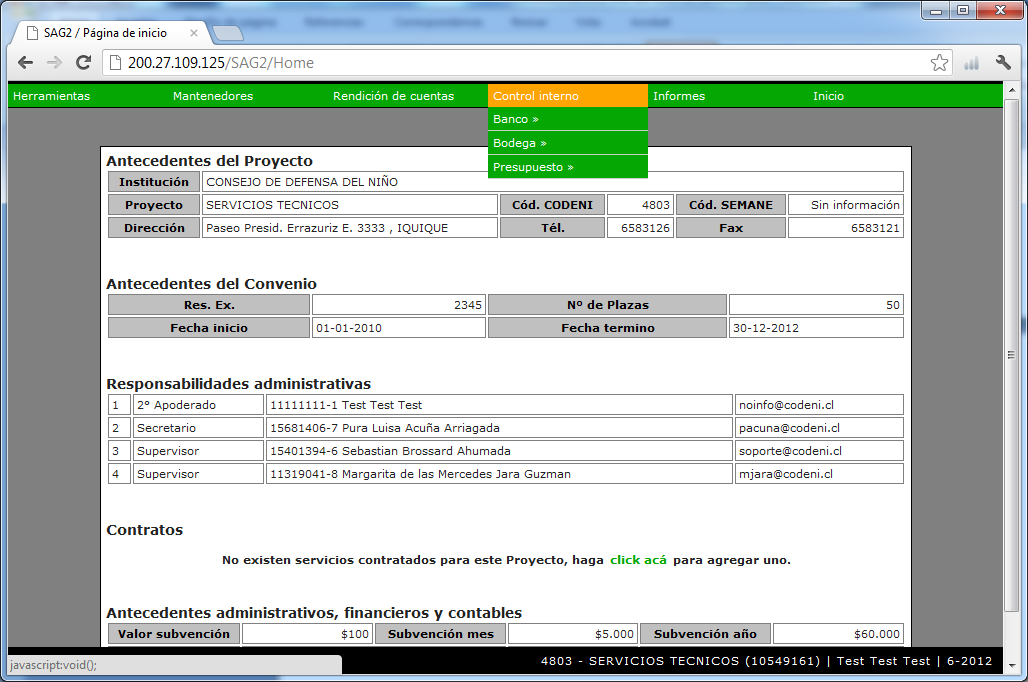 SAG2 / Página de inicio
200.27.109.125/SAG2/Home
Herramientas Mantenedores Rendición de cuentas Control interno Informes Inicio
Banco »
Bodega »
Presupuesto »
Antecedentes del Proyecto
Institución CONSEJO DE DEFENSA DEL NIÑO
Proyecto SERVICIOS TECNICOS Cód. CODENI 4803 Cód. SEMANE Sin información
Dirección Paseo Presid. Errazuriz E. 3333 , IQUIQUE Tél. 6583126 Fax 6583121
Antecedentes del Convenio
Res. Ex. 2345 Nº de Plazas 50
Fecha inicio 01-01-2010 Fecha termino 30-12-2012
Responsabilidades administrativas
1 2° Apoderado 11111111-1 Test Test Test noinfo@codeni.cl
2 Secretario 15681406-7 Pura Luisa Acuña Arriagada pacuna@codeni.cl
3 Supervisor 15401394-6 Sebastian Brossard Ahumada soporte@codeni.cl
4 Supervisor 11319041-8 Margarita de las Mercedes Jara Guzman mjara@codeni.cl
Contratos
No existen servicios contratados para este Proyecto, haga click acá para agregar uno.
Antecedentes administrativos, financieros y contables
Valor subvención $100 Subvención mes $5.000 Subvención año $60.000
javascript:void(); 4803 - SERVICIOS TECNICOS (10549161) | Test Test Test | 6-2012